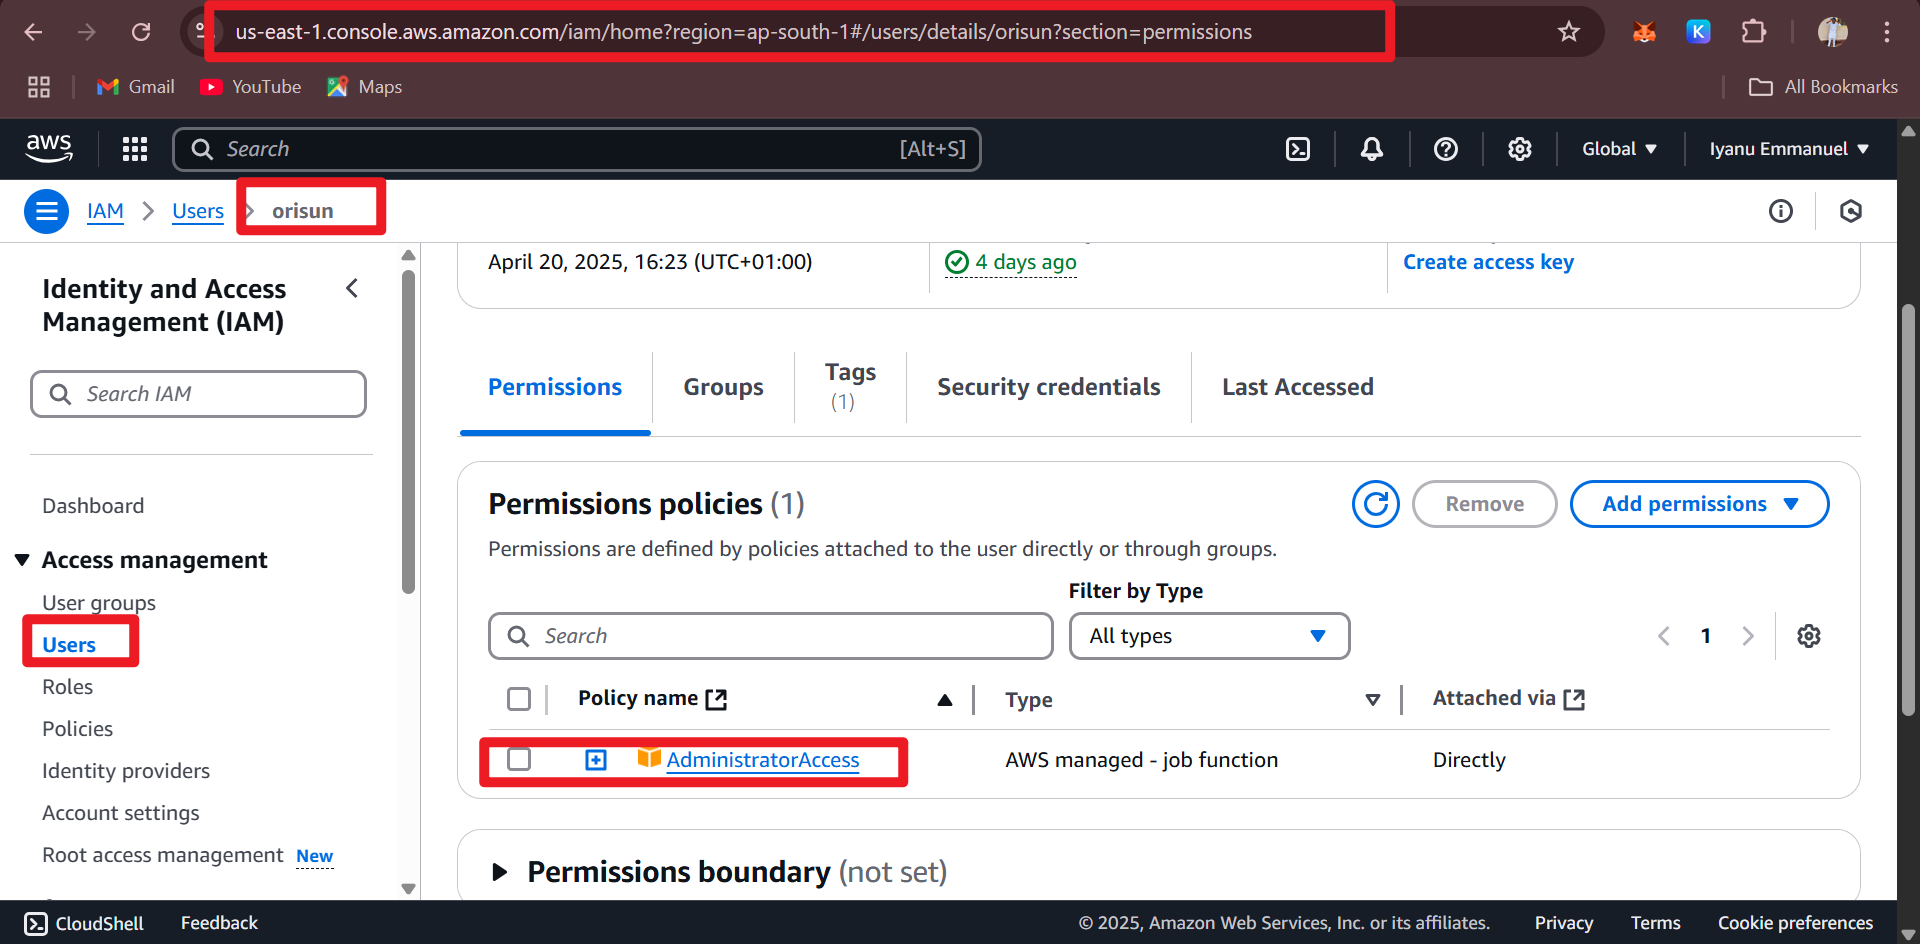 us-east-1.console.aws.amazon.com/iam/home?region=ap-south-1#/users/details/orisun?section=permissions
Gmail
YouTube
Maps
All Bookmarks
aws
Search
[Alt+S]
Global
Iyanu Emmanuel
IAM
Users
orisun
Identity and Access
Management (IAM)
Search IAM
Dashboard
Access management
User groups
Users
Roles
Policies
Identity providers
Account settings
Root access management New
April 20, 2025, 16:23 (UTC+01:00)
4 days ago
Create access key
Permissions
Groups
Tags
(1)
Security credentials
Last Accessed
Permissions policies (1)
Remove
Add permissions
Permissions are defined by policies attached to the user directly or through groups.
Filter by Type
Search
All types
1
Policy name
Type
Attached via
AdministratorAccess
AWS managed - job function
Directly
Permissions boundary (not set)
CloudShell
Feedback
© 2025, Amazon Web Services, Inc. or its affiliates.
Privacy
Terms
Cookie preferences